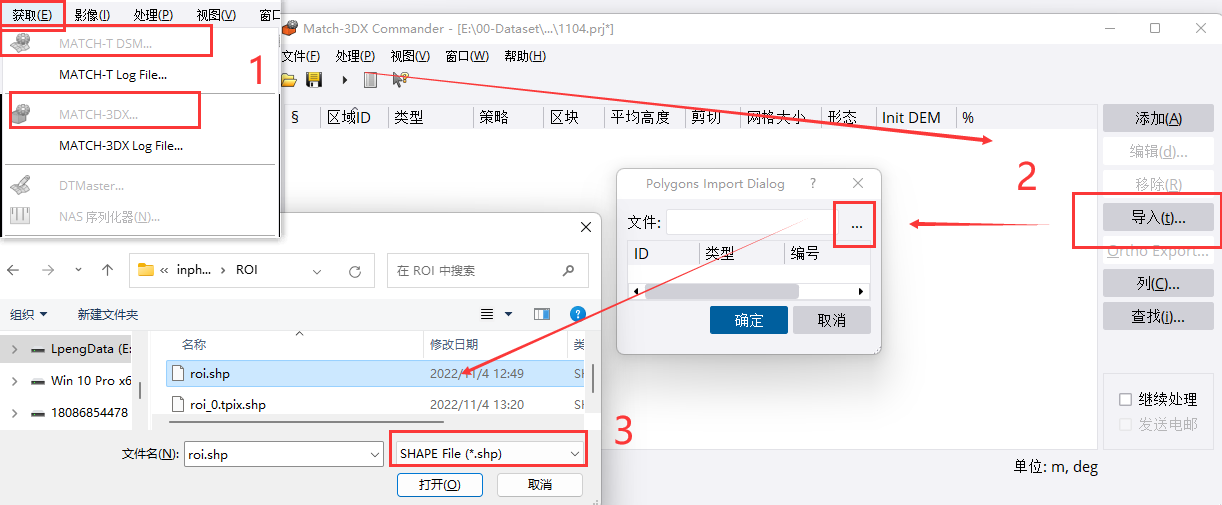 获取(E) 影像(I) 处理(P) 视图(V) 窗口
MATCH-T DSM...
MATCH-T Log File...
MATCH-3DX...
MATCH-3DX Log File...
DTMaster...
NAS 序列化器(N)...
1
Match-3DX Commander - [E:\00-Dataset\...\1104.prj*]
文件(F) 处理(P) 视图(V) 窗口(W) 帮助(H)
§ 区域ID 类型 策略 区块 平均高度 剪切 网格大小 形态 Init DEM %
添加(A)
编辑(d)...
移除(R)
导入(t)...
Ortho Export...
列(C)...
查找(i)...
继续处理
发送电邮
单位: m, deg
2
Polygons Import Dialog ?
文件: ...
ID 类型 编号
确定 取消
« inph... › ROI
在 ROI 中搜索
组织 新建文件夹
名称 修改日期 类
LpengData (E:
Win 10 Pro x6
18086854478
roi.shp 2022/11/4 12:49 SH
roi_0.tpix.shp 2022/11/4 13:20 SH
文件名(N): roi.shp SHAPE File (*.shp)
打开(O) 取消
3